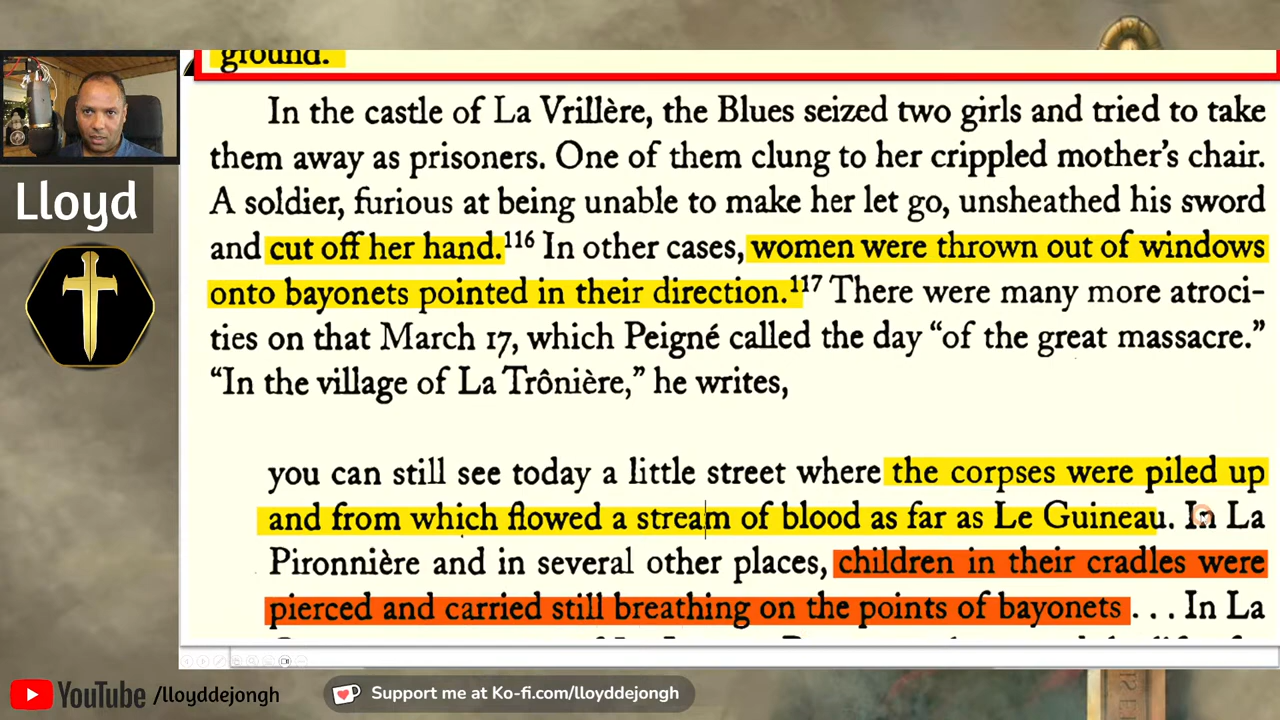 ground.
In the castle of La Vrillère, the Blues seized two girls and tried to take
them away as prisoners. One of them clung to her crippled mother's chair.
A soldier, furious at being unable to make her let go, unsheathed his sword
and cut off her hand.¹¹⁶ In other cases, women were thrown out of windows
onto bayonets pointed in their direction.¹¹⁷ There were many more atroci-
ties on that March 17, which Peigné called the day “of the great massacre.”
“In the village of La Trônière,” he writes,
you can still see today a little street where the corpses were piled up
and from which flowed a stream of blood as far as Le Guineau. In La
Pironnière and in several other places, children in their cradles were
pierced and carried still breathing on the points of bayonets . . . In La
Lloyd
YouTube /lloyddejongh
Support me at Ko-fi.com/lloyddejongh